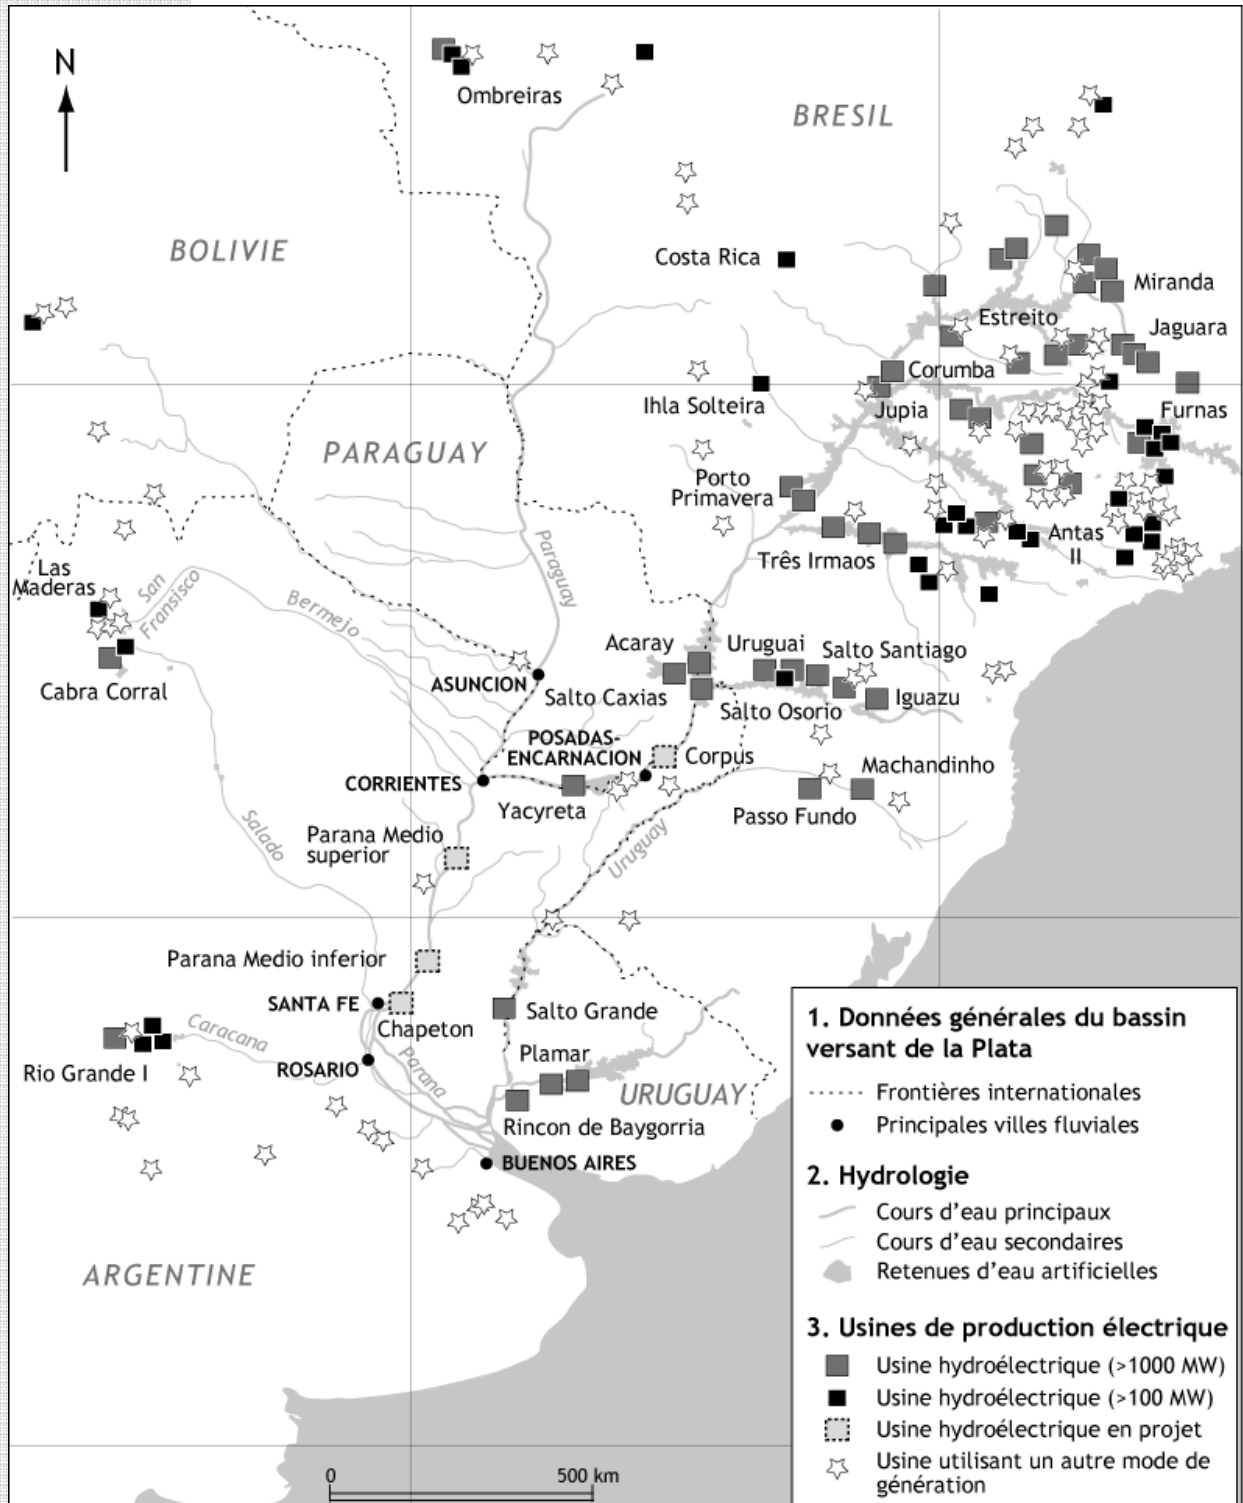 N
Ombreiras
BRESIL
BOLIVIE
Costa Rica
Miranda
Estreito
Jaguara
Corumba
Ihla Solteira
Jupia
Furnas
PARAGUAY
Porto
Primavera
Paraguay
Três Irmaos
Antas
II
Las
Maderas
San
Fransisco
Bermejo
Acaray
Uruguai
Salto Santiago
ASUNCION
Cabra Corral
Salto Caxias
Salto Osorio
Iguazu
POSADAS-
ENCARNACION
Corpus
CORRIENTES
Machandinho
Yacyreta
Passo Fundo
Salado
Parana Medio
superior
Uruguay
Parana Medio inferior
SANTA FE
Chapeton
Salto Grande
Caracana
Plamar
ROSARIO
Parana
Rio Grande I
URUGUAY
Rincon de Baygorria
BUENOS AIRES
ARGENTINE
1. Données générales du bassin
versant de la Plata
Frontières internationales
Principales villes fluviales
2. Hydrologie
Cours d'eau principaux
Cours d'eau secondaires
Retenues d'eau artificielles
3. Usines de production électrique
Usine hydroélectrique (>1000 MW)
Usine hydroélectrique (>100 MW)
Usine hydroélectrique en projet
Usine utilisant un autre mode de
génération
0 500 km